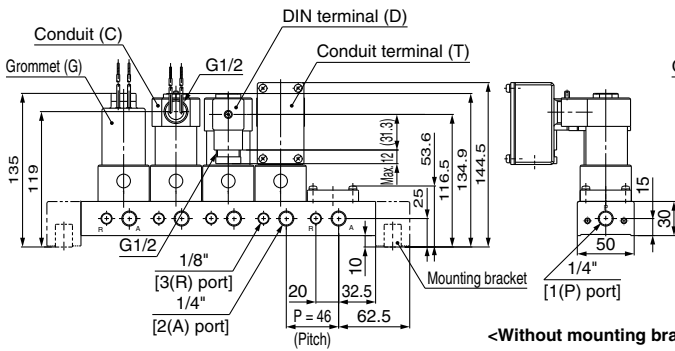 DIN terminal (D)
Conduit (C)
G1/2
Conduit terminal (T)
Grommet (G)
135
119
Max. 12
(31.3)
53.6
116.5
134.9
144.5
25
10
R
A
R
A
G1/2
1/8"
[3(R) port]
1/4"
[2(A) port]
20
32.5
P = 46
(Pitch)
62.5
Mounting bracket
P
15
30
50
1/4"
[1(P) port]
<Without mounting bra